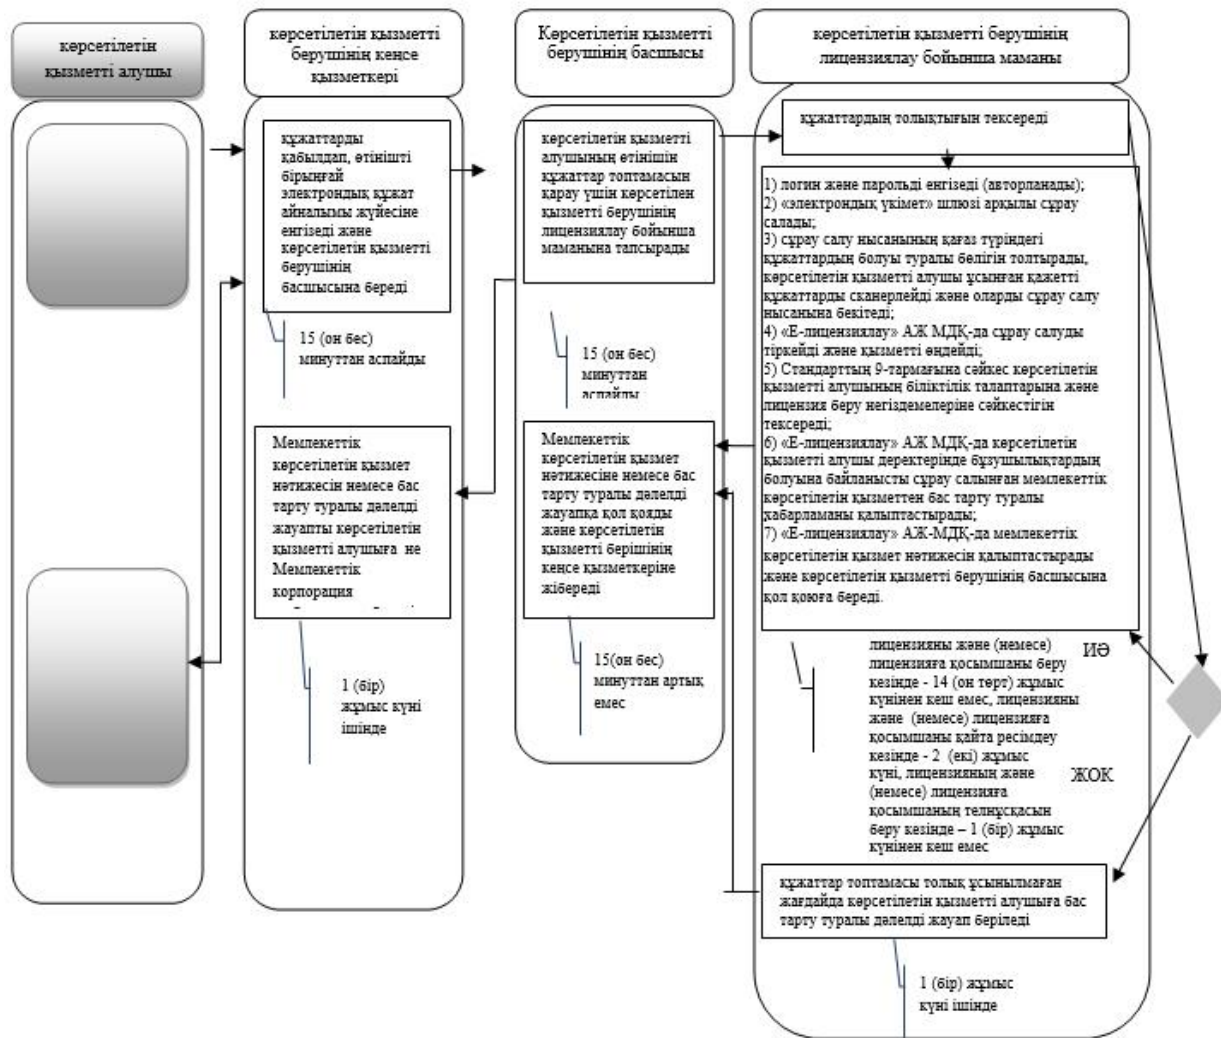 көрсетілетін
қызметті алушы
көрсетілетін қызметті
берушінің кеңсе
қызметкері
Көрсетілетін қызметті
берушінің басшысы
көрсетілетін қызметті берушінің
лицензиялау бойынша маманы
құжаттарды
қабылдап, өтінішті
бірыңғай
электрондық құжат
айналымы жүйесіне
енгізеді және
көрсетілетін қызметті
берушінің
басшысына береді
15 (он бес)
минуттан аспайды
Мемлекеттік
көрсетілетін қызмет
нәтижесін немесе бас
тарту туралы дәлелді
жауапты көрсетілетін
қызметті алушыға не
Мемлекеттік
корпорация
1 (бір)
жұмыс күні
ішінде
көрсетілетін қызметті
алушының өтінішін
құжаттар топтамасын
қарау үшін көрсетілен
қызметті берушінің
лицензиялау бойынша
маманына тапсырады
15 (он бес)
минуттан
аспайды
Мемлекеттік
көрсетілетін қызмет
нәтижесіне немесе бас
тарту туралы дәлелді
жауапқа қол қояды
және көрсетілетін
қызметті берішінің
кеңсе қызметкеріне
жібереді
15(он бес)
минуттан артық
емес
құжаттардың толықтығын тексереді
1) логин және парольді енгізеді (авторланады);
2) «электрондық үкімет» шлюзі арқылы сұрау
салады;
3) сұрау салу нысанының қағаз түріндегі
құжаттардың болуы туралы бөлігін толтырады,
көрсетілетін қызметті алушы ұсынған қажетті
құжаттарды сканерлейді және оларды сұрау салу
нысанына бекітеді;
4) «Е-лицензиялау» АЖ МДҚ-да сұрау салуды
тіркейді және қызметті өңдейді;
5) Стандарттың 9-тармағына сәйкес көрсетілетін
қызметті алушының біліктілік талаптарына және
лицензия беру негіздемелеріне сәйкестігін
тексереді;
6) «Е-лицензиялау» АЖ МДҚ-да көрсетілетін
қызметті алушы деректерінде бұзушылықтардың
болуына байланысты сұрау салынған мемлекеттік
көрсетілетін қызметтен бас тарту туралы
хабарламаны қалыптастырады;
7) «Е-лицензиялау» АЖ-МДҚ-да мемлекеттік
көрсетілетін қызмет нәтижесін қалыптастырады
және көрсетілетін қызметті берушінің басшысына
қол қоюға береді.
лицензияны және (немесе)
лицензияға қосымшаны беру
кезінде - 14 (он төрт) жұмыс
күнінен кеш емес, лицензияны
және (немесе) лицензияға
қосымшаны қайта ресімдеу
кезінде - 2 (екі) жұмыс
күні, лицензияның және
(немесе) лицензияға
қосымшаның телнұсқасын
беру кезінде – 1 (бір) жұмыс
күнінен кеш емес
ИӘ
ЖОК
құжаттар топтамасы толық ұсынылмаған
жағдайда көрсетілетін қызметті алушыға бас
тарту туралы дәлелді жауап беріледі
1 (бір) жұмыс
күні ішінде